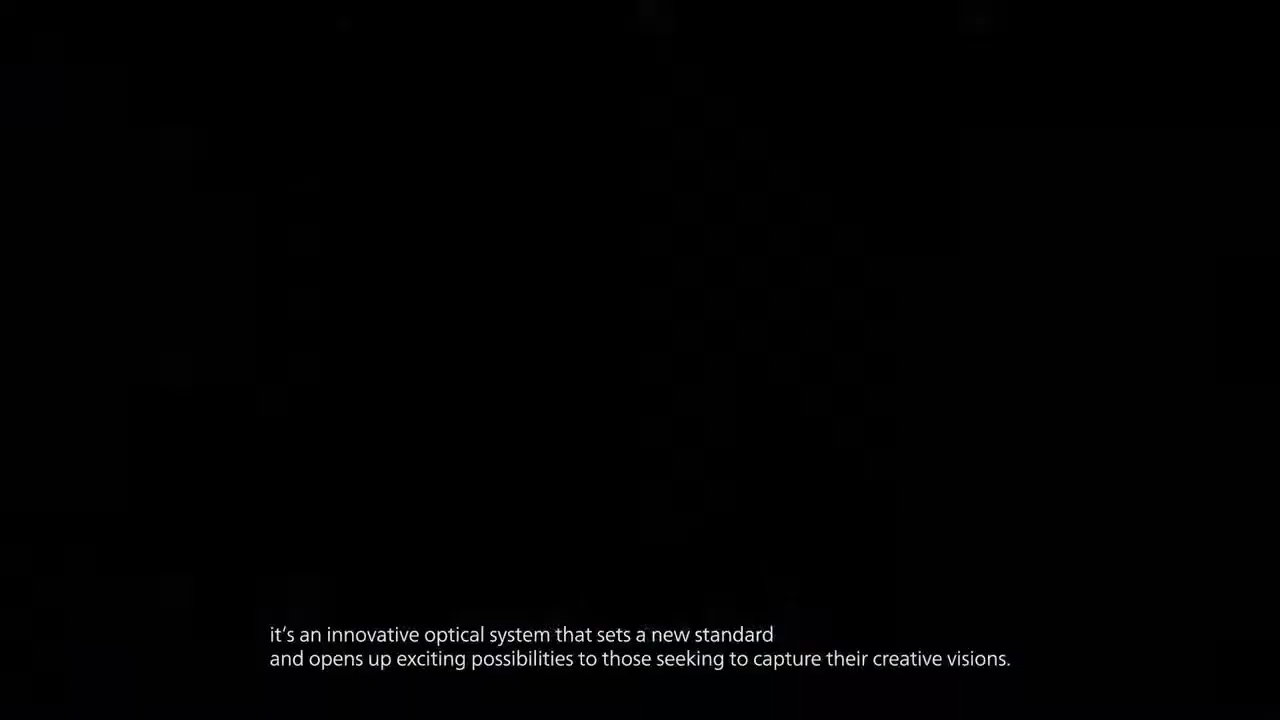 it's an innovative optical system that sets a new standard
and opens up exciting possibilities to those seeking to capture their creative visions.